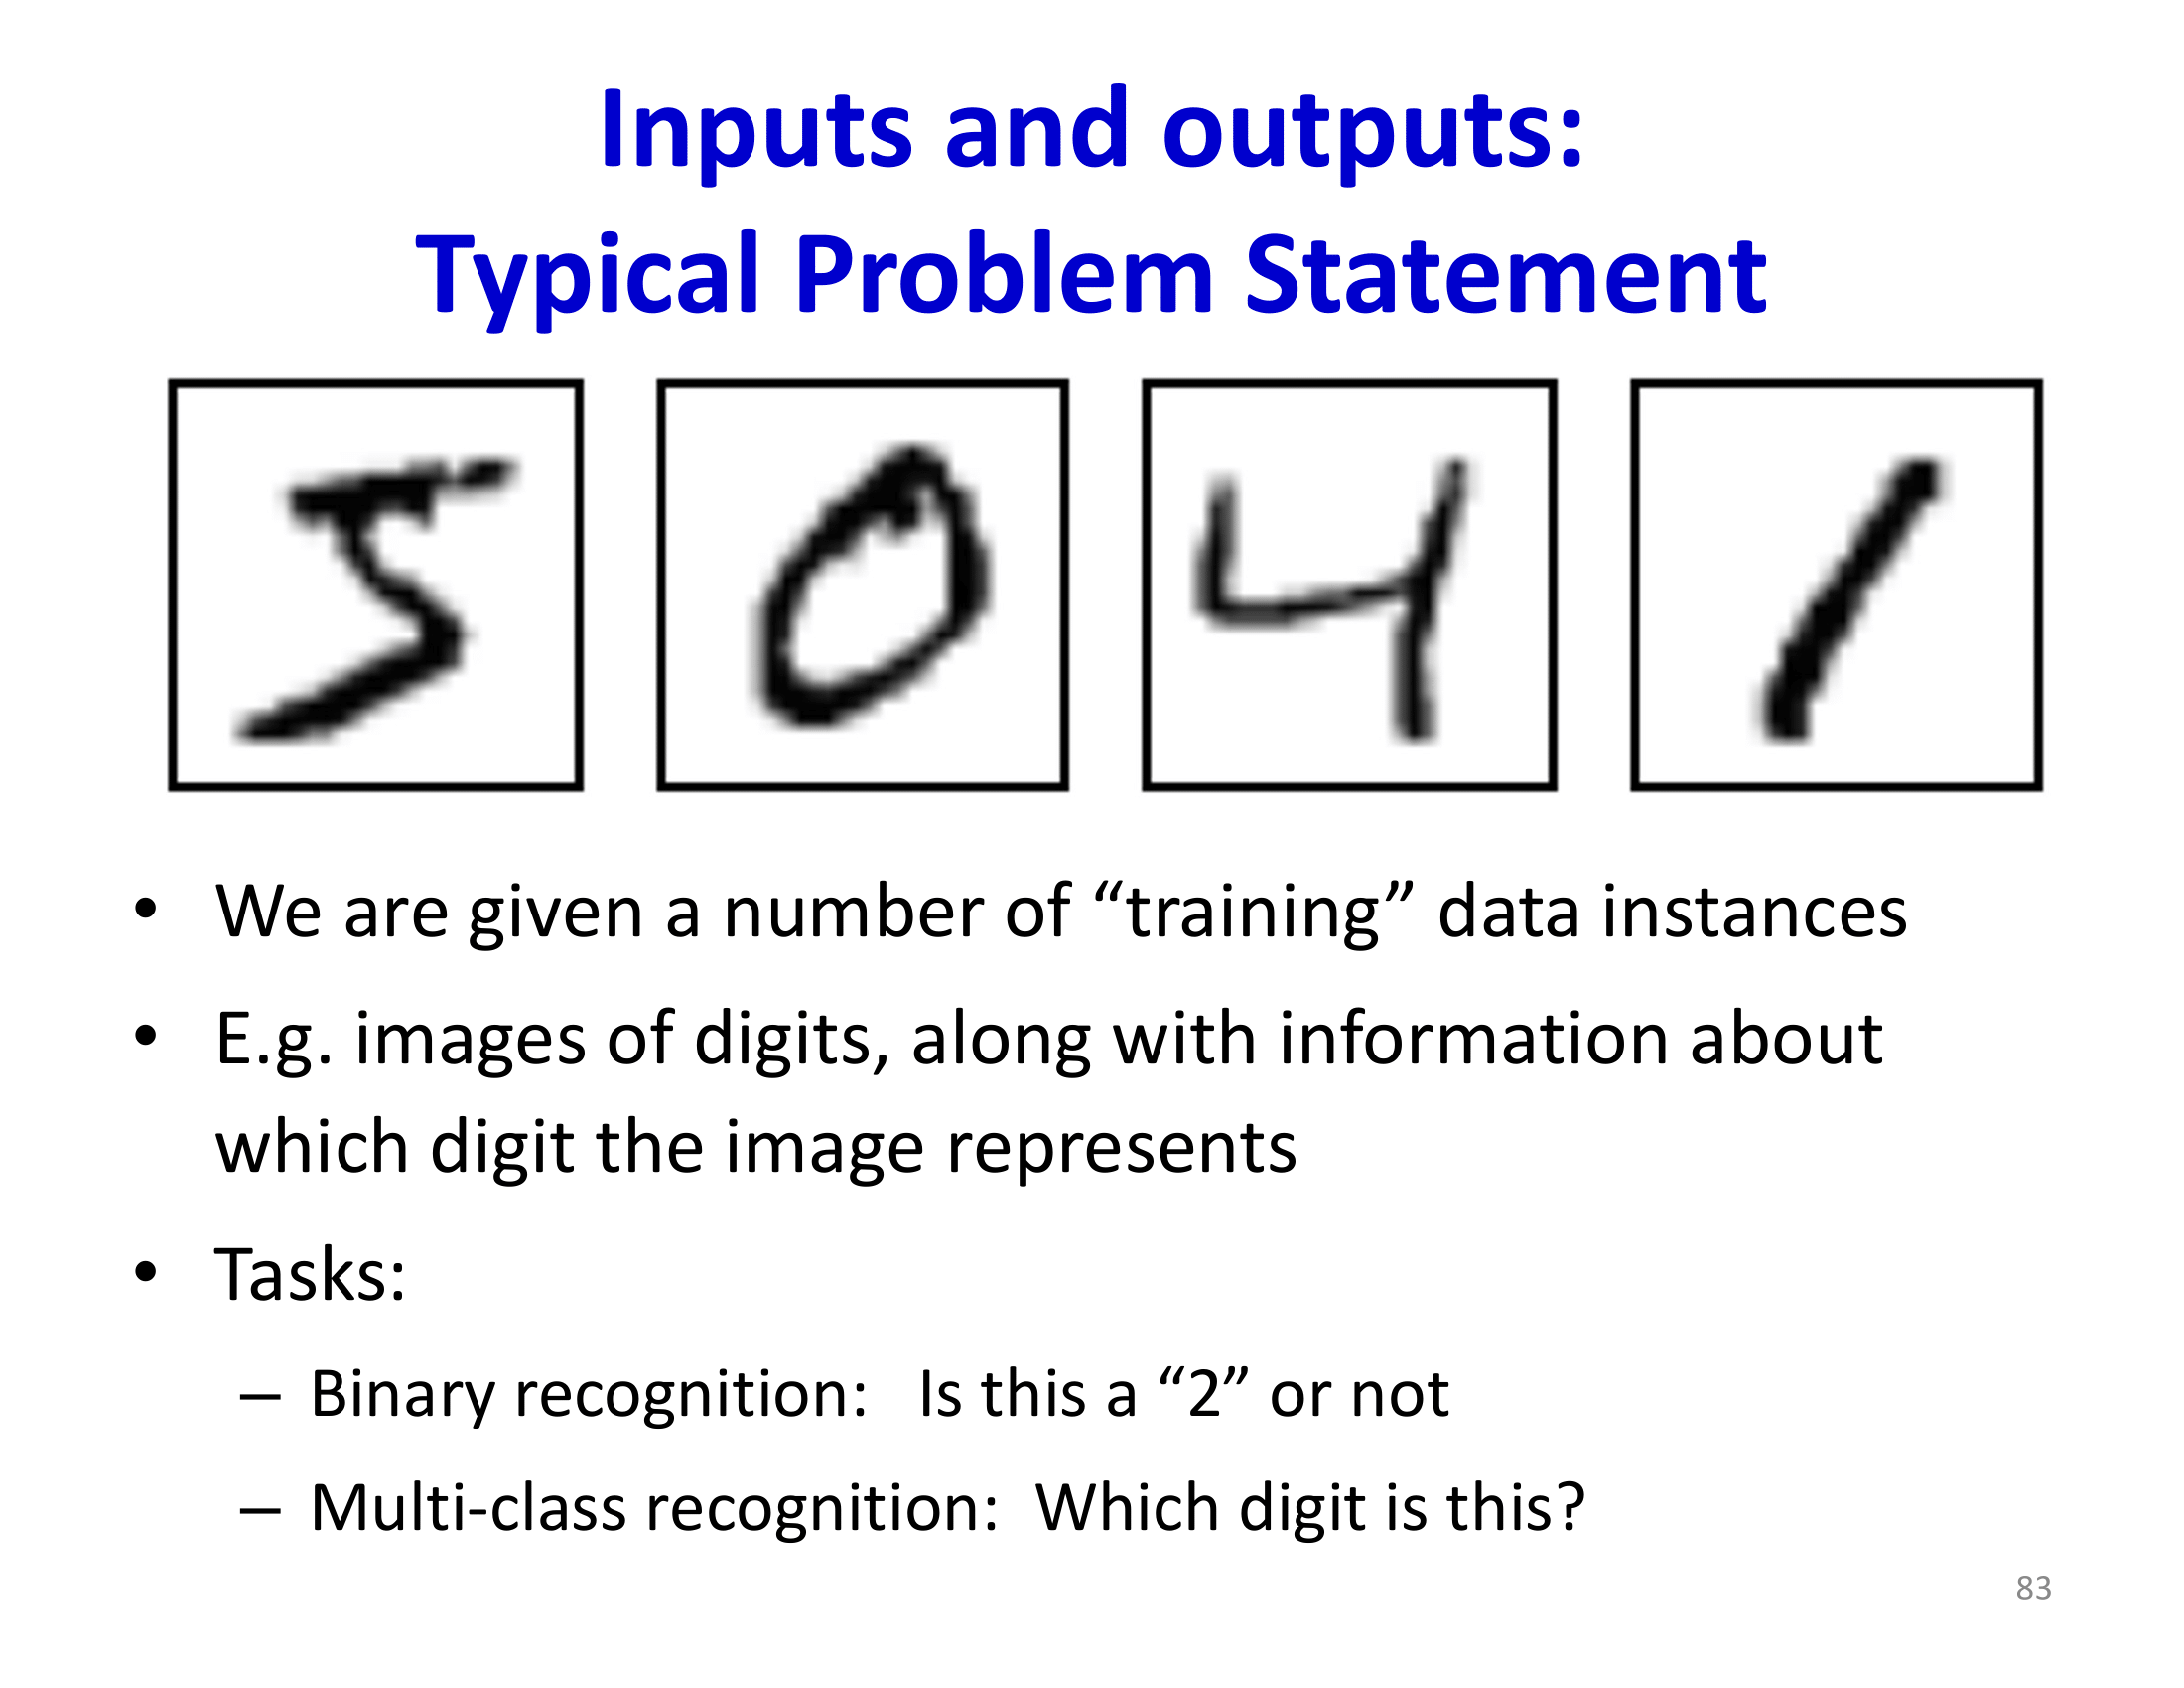 Inputs and outputs:
Typical Problem Statement
5 0 4 1
• We are given a number of “training” data instances
• E.g. images of digits, along with information about
which digit the image represents
• Tasks:
– Binary recognition: Is this a “2” or not
– Multi-class recognition: Which digit is this?
83